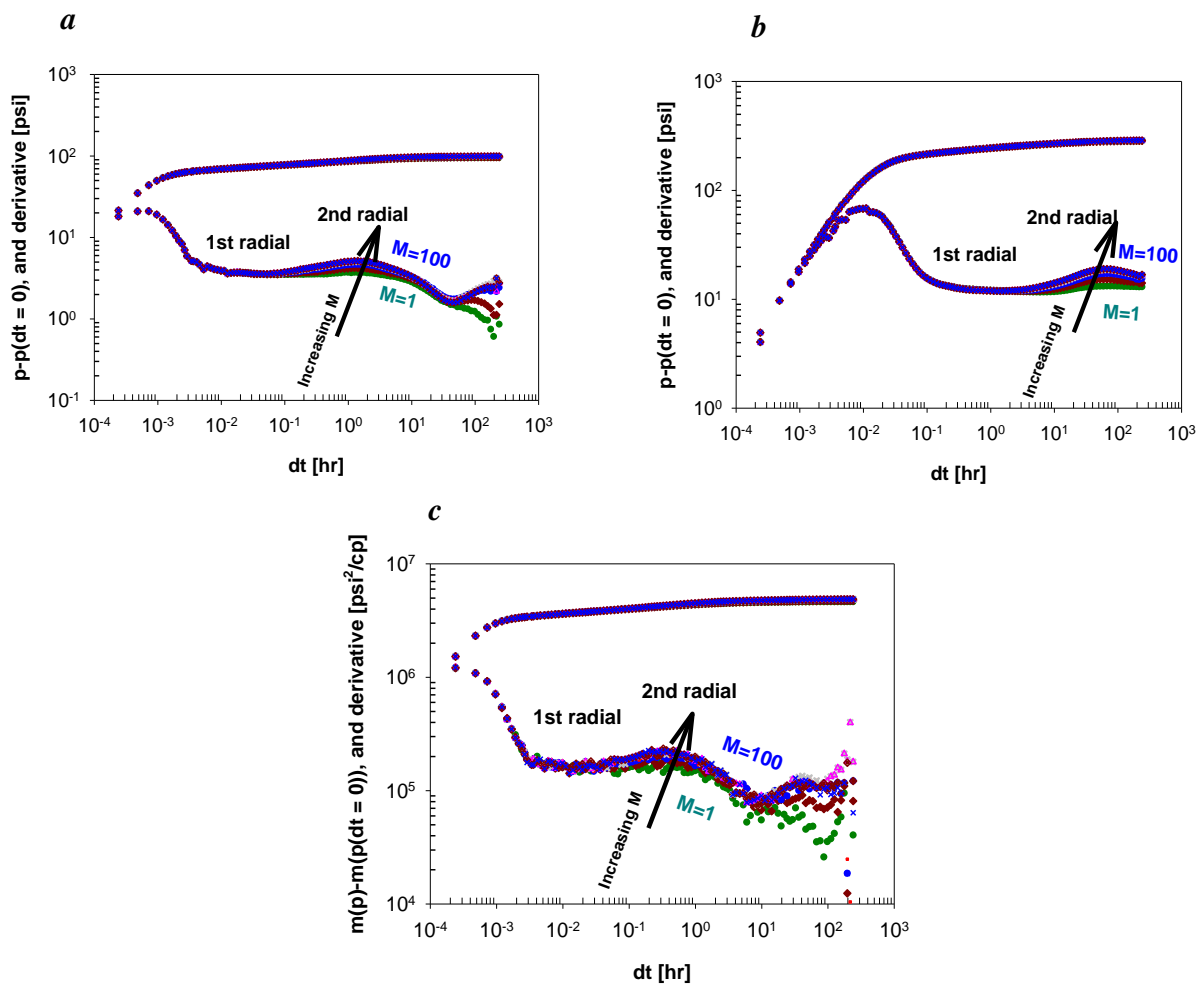 a
10³
10²
10¹
10⁰
10⁻¹
p-p(dt = 0), and derivative [psi]
1st radial
2nd radial
M=100
M=1
Increasing M
10⁻⁴ 10⁻³ 10⁻² 10⁻¹ 10⁰ 10¹ 10² 10³
dt [hr]
b
10³
10²
10¹
10⁰
p-p(dt = 0), and derivative [psi]
1st radial
2nd radial
M=100
M=1
Increasing M
10⁻⁴ 10⁻³ 10⁻² 10⁻¹ 10⁰ 10¹ 10² 10³
dt [hr]
c
10⁷
10⁶
10⁵
10⁴
m(p)-m(p(dt = 0)), and derivative [psi²/cp]
1st radial
2nd radial
M=100
M=1
Increasing M
10⁻⁴ 10⁻³ 10⁻² 10⁻¹ 10⁰ 10¹ 10² 10³
dt [hr]